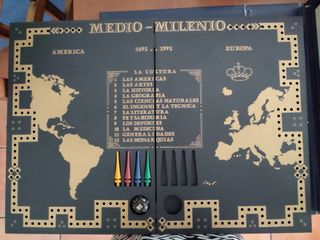 MEDIO-MILENIO
AMERICA
1492 - 1992
EUROPA
LA CULTURA
1 LAS AMERICAS
2 LAS ARTES
3 LA HISTORIA
4 LA GEOGRAFIA
5 LAS CIENCIAS NATURALES
6 EL INGENIO Y LA TECNICA
7 LA LITERATURA
8 FE Y SABIDURIA
9 LOS DEPORTES
10 LA MEDICINA
11 GENERALIDADES
12 LAS MONARQUIAS